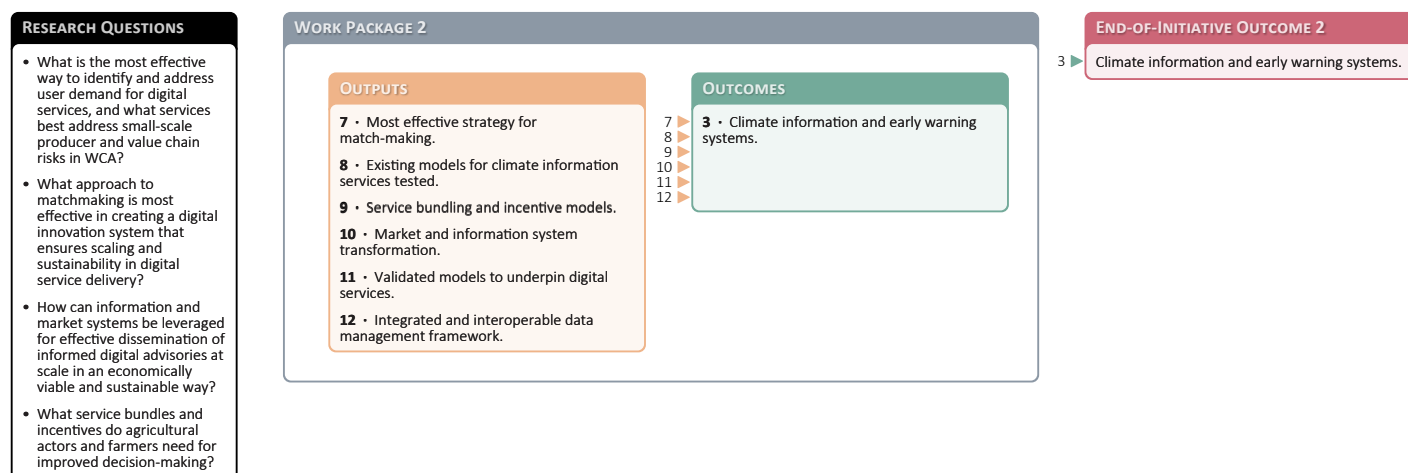 RESEARCH QUESTIONS
• What is the most effective
way to identify and address
user demand for digital
services, and what services
best address small-scale
producer and value chain
risks in WCA?
• What approach to
matchmaking is most
effective in creating a digital
innovation system that
ensures scaling and
sustainability in digital
service delivery?
• How can information and
market systems be leveraged
for effective dissemination of
informed digital advisories at
scale in an economically
viable and sustainable way?
• What service bundles and
incentives do agricultural
actors and farmers need for
improved decision-making?
WORK PACKAGE 2
OUTPUTS
7 · Most effective strategy for
match-making.
8 · Existing models for climate information
services tested.
9 · Service bundling and incentive models.
10 · Market and information system
transformation.
11 · Validated models to underpin digital
services.
12 · Integrated and interoperable data
management framework.
7
8
9
10
11
12
OUTCOMES
3 · Climate information and early warning
systems.
3
END-OF-INITIATIVE OUTCOME 2
Climate information and early warning systems.